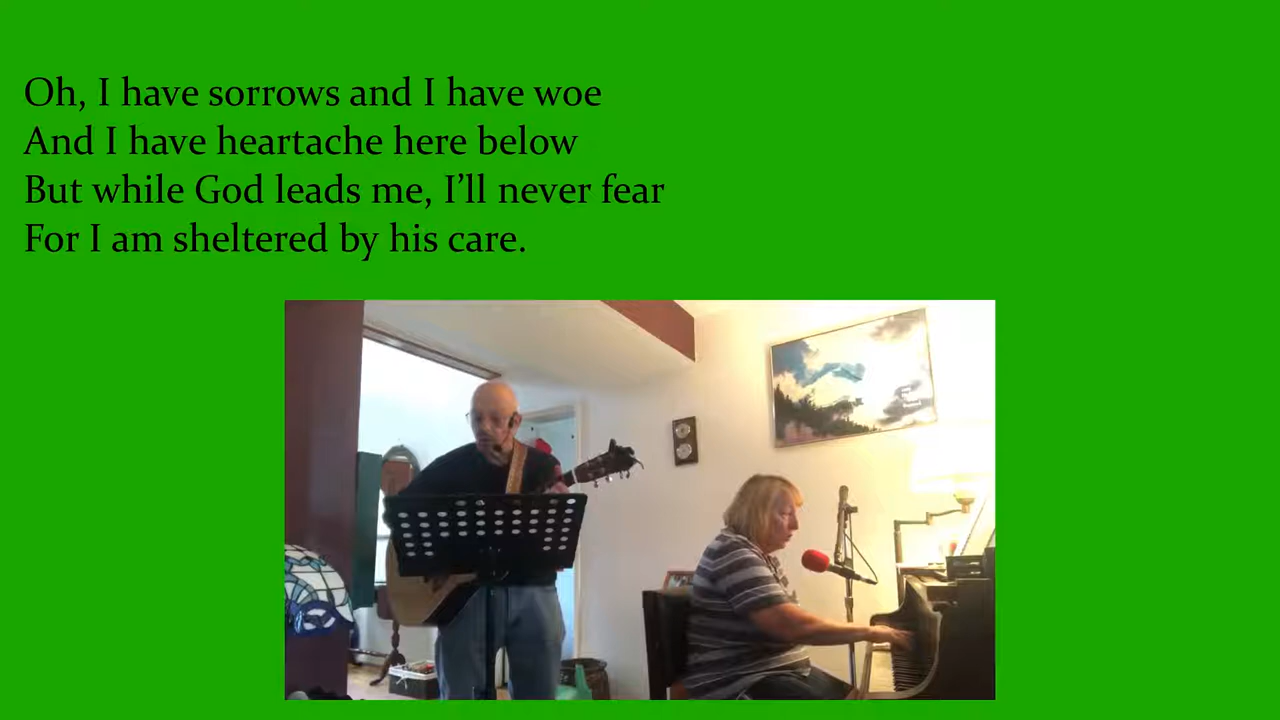 Oh, I have sorrows and I have woe
And I have heartache here below
But while God leads me, I’ll never fear
For I am sheltered by his care.